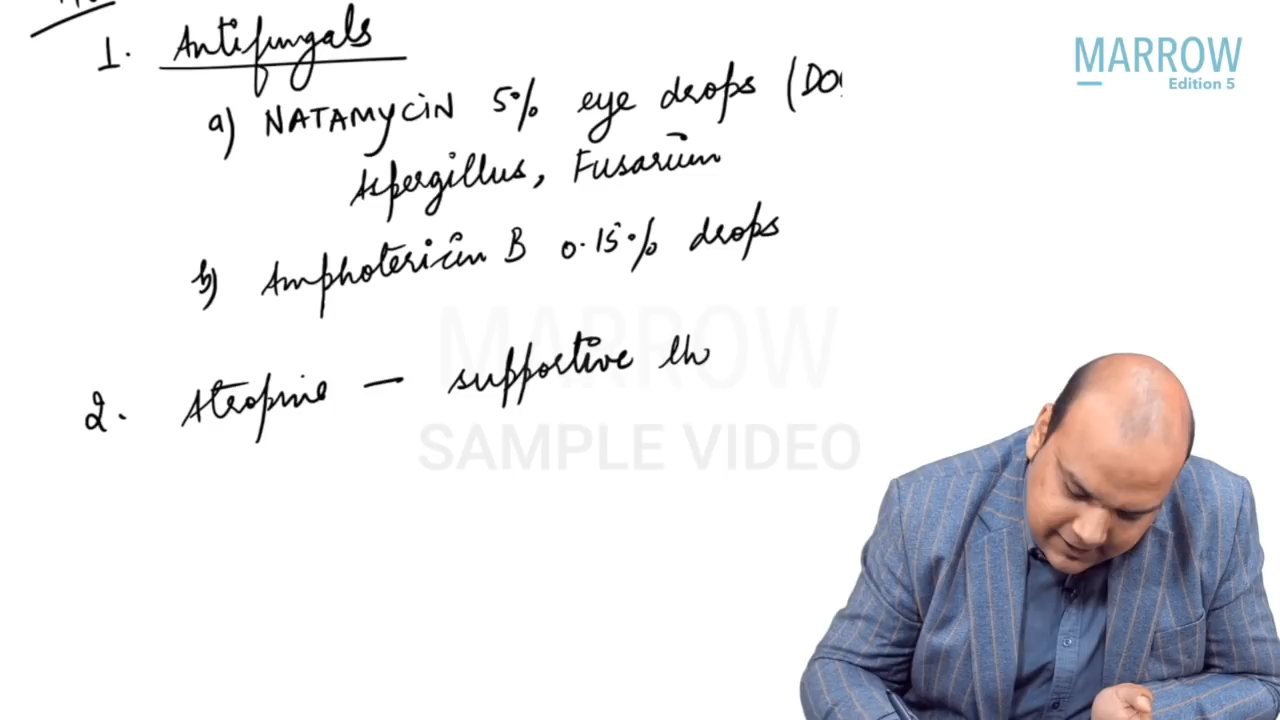 MARROW
Edition 5
1. Antifungals
a) NATAMYCIN 5% eye drops (DO
Aspergillus, Fusarium
b) Amphotericin B 0.15% drops
2. Atropine — supportive th
MARROW
SAMPLE VIDEO